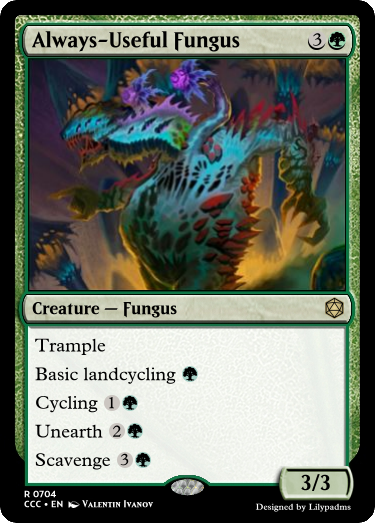 Always-Useful Fungus 3
Creature — Fungus
Trample
Basic landcycling
Cycling 1
Unearth 2
Scavenge 3
3/3
R 0704
CCC • EN Valentin Ivanov
Designed by Lilypadms